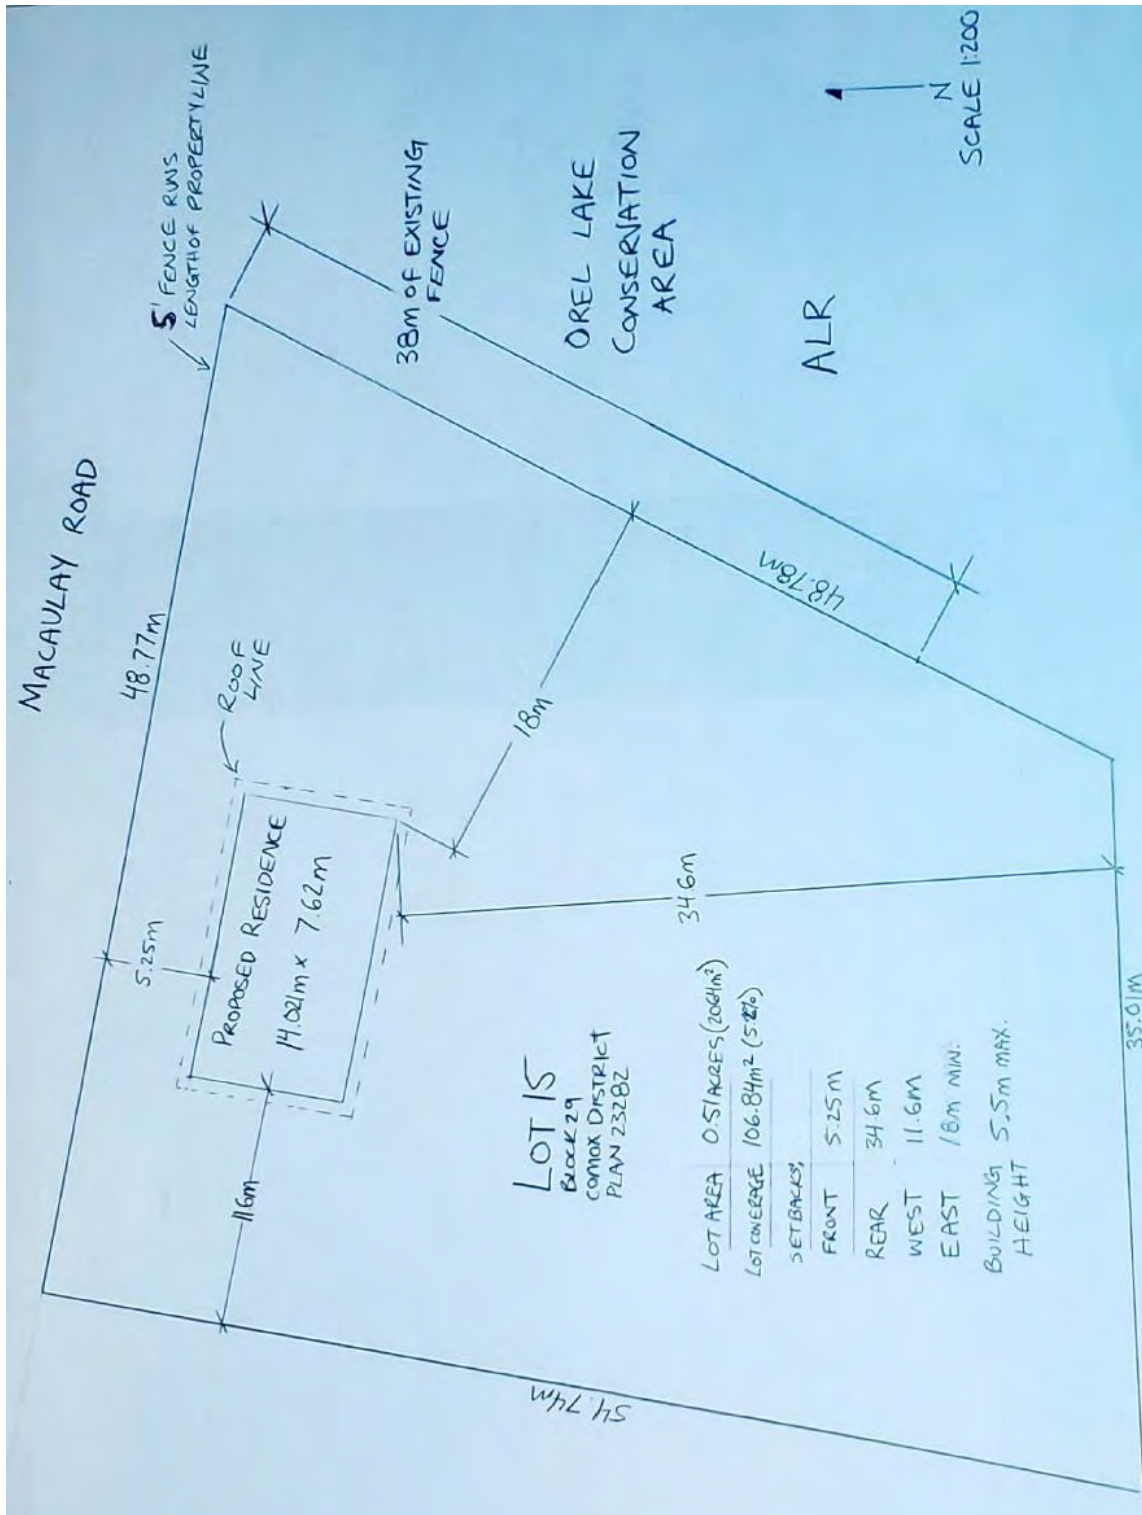 MACAULAY ROAD
5' FENCE RUNS
LENGTH OF PROPERTY LINE
48.77m
5.25m
ROOF
LINE
PROPOSED RESIDENCE
14.021m x 7.62m
11.6m
38m OF EXISTING
FENCE
18m
48.78m
34.6m
54.74m
35.01m
OREL LAKE
CONSERVATION
AREA
ALR
N
SCALE 1:200
LOT 15
BLOCK 29
COMOX DISTRICT
PLAN 23282
LOT AREA 0.51 ACRES (2064m²)
LOT COVERAGE 106.84m² (5.2%)
SETBACKS;
FRONT 5.25m
REAR 34.6m
WEST 11.6m
EAST 18m MIN.
BUILDING 5.5m MAX.
HEIGHT